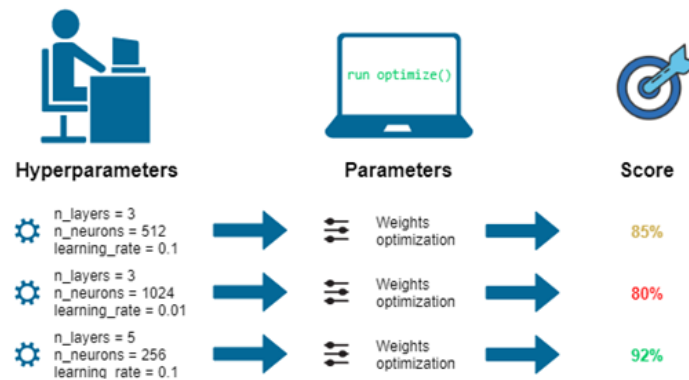 run optimize()
Hyperparameters
Parameters
Score
n_layers = 3
n_neurons = 512
learning_rate = 0.1
Weights
optimization
85%
n_layers = 3
n_neurons = 1024
learning_rate = 0.01
Weights
optimization
80%
n_layers = 5
n_neurons = 256
learning_rate = 0.1
Weights
optimization
92%